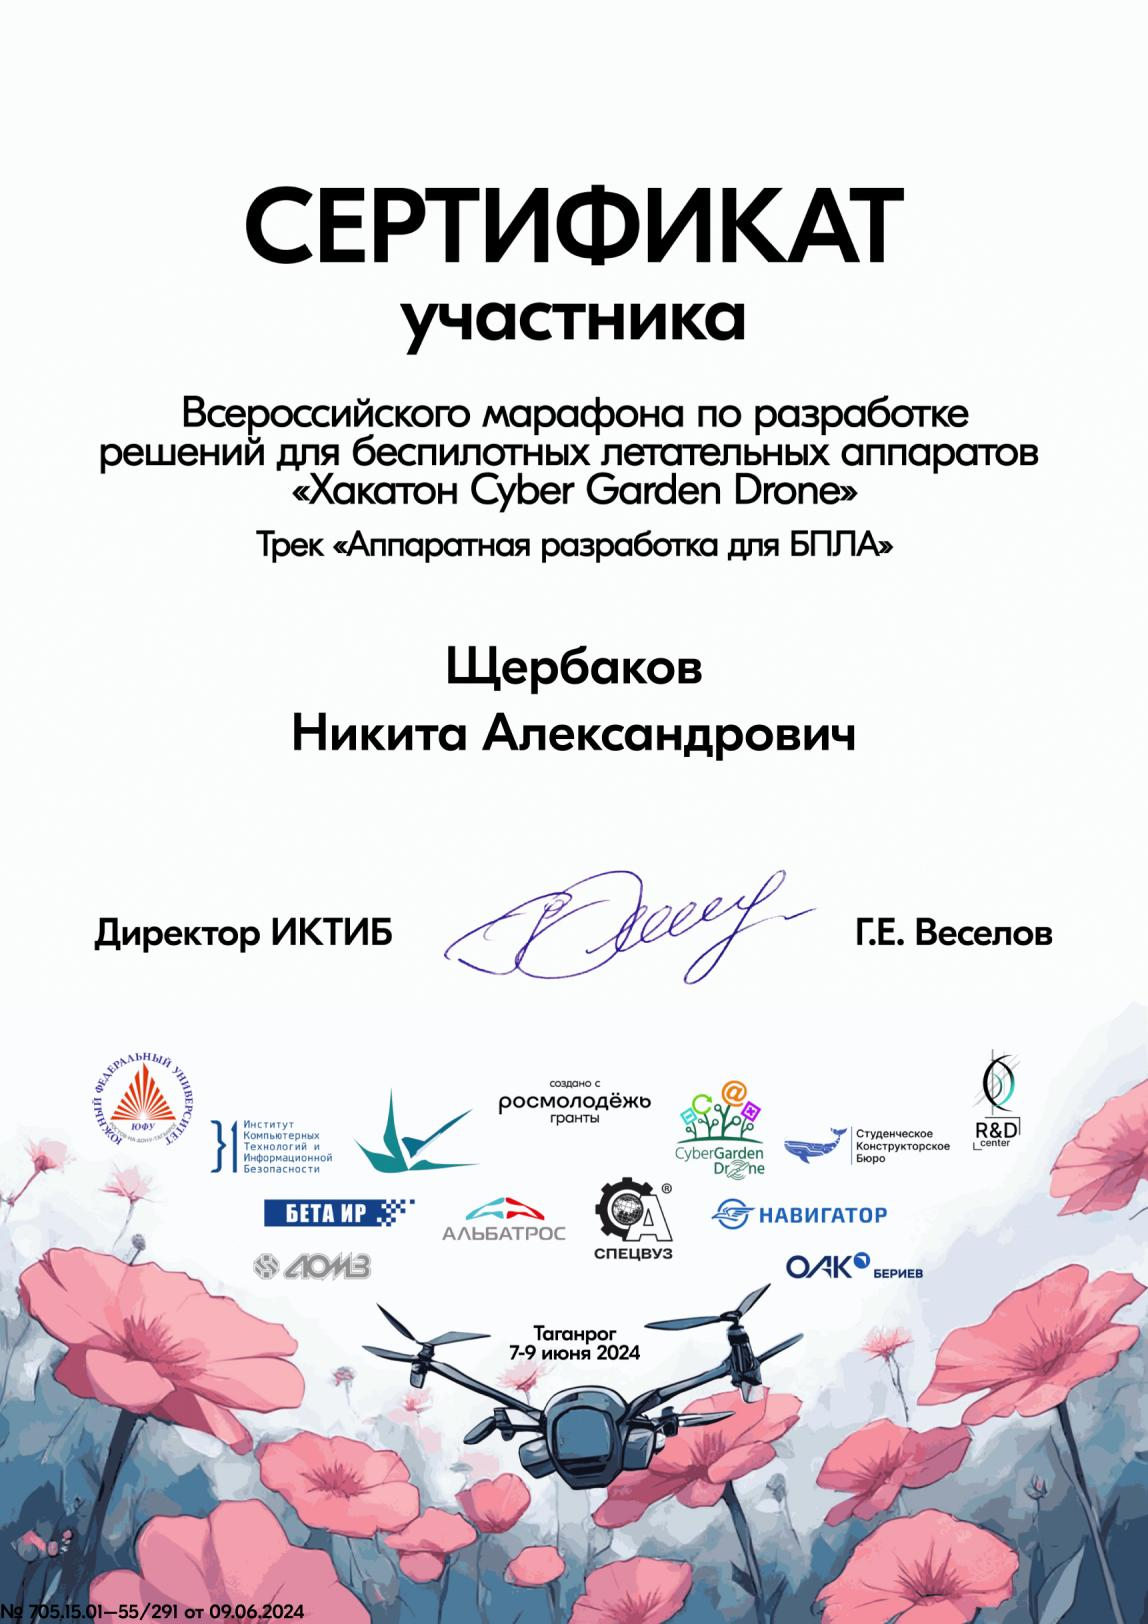 СЕРТИФИКАТ
участника
Всероссийского марафона по разработке
решений для беспилотных летательных аппаратов
«Хакатон Cyber Garden Drone»
Трек «Аппаратная разработка для БПЛА»
Щербаков
Никита Александрович
Директор ИКТИБ
Г.Е. Веселов
ЮЖНЫЙ ФЕДЕРАЛЬНЫЙ УНИВЕРСИТЕТ
ЮФУ
Институт
Компьютерных
Технологий и
Информационной
Безопасности
создано с
росмолодёжь
гранты
CyberGarden
Dr2ne
Студенческое
Конструкторское
Бюро
R&D
center
БЕТА ИР
АЛЬБАТРОС
А ®
СПЕЦВУЗ
НАВИГАТОР
ЛОМЗ
ОАК БЕРИЕВ
Таганрог
7-9 июня 2024
№ 705.15.01–55/291 от 09.06.2024